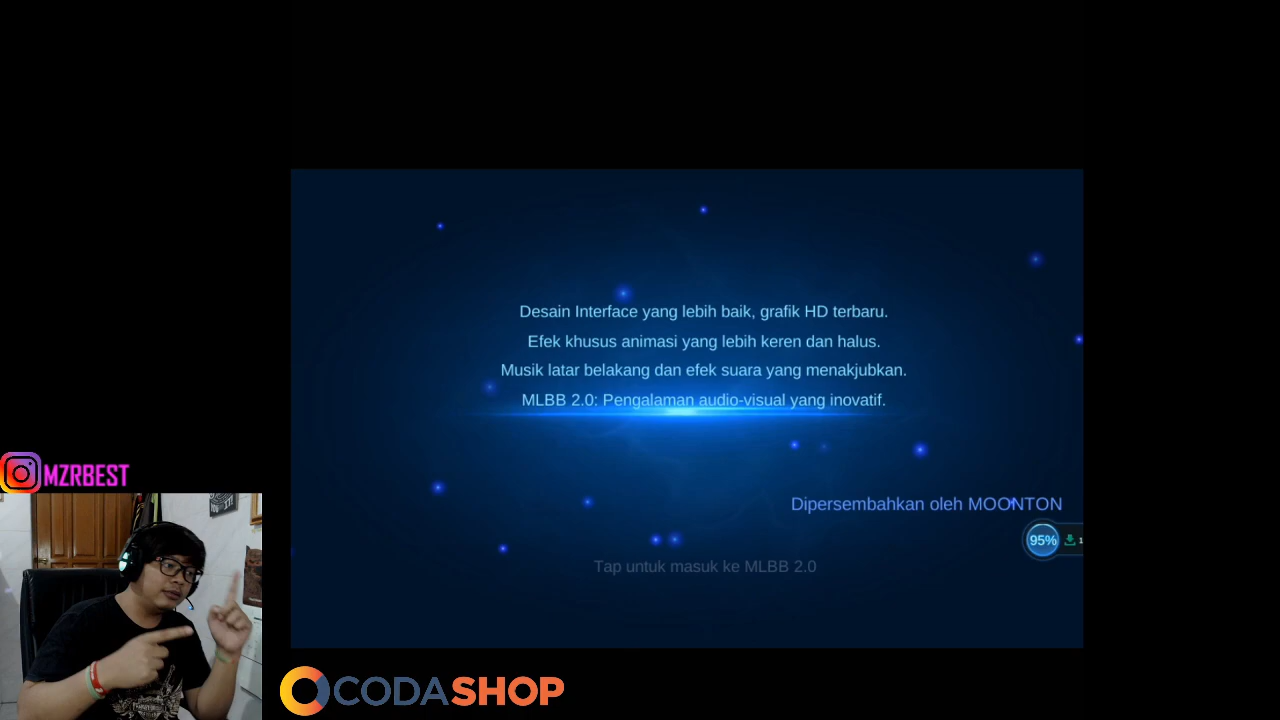 Desain Interface yang lebih baik, grafik HD terbaru.
Efek khusus animasi yang lebih keren dan halus.
Musik latar belakang dan efek suara yang menakjubkan.
MLBB 2.0: Pengalaman audio-visual yang inovatif.
Dipersembahkan oleh MOONTON
95%
Tap untuk masuk ke MLBB 2.0
MZRBEST
CODASHOP